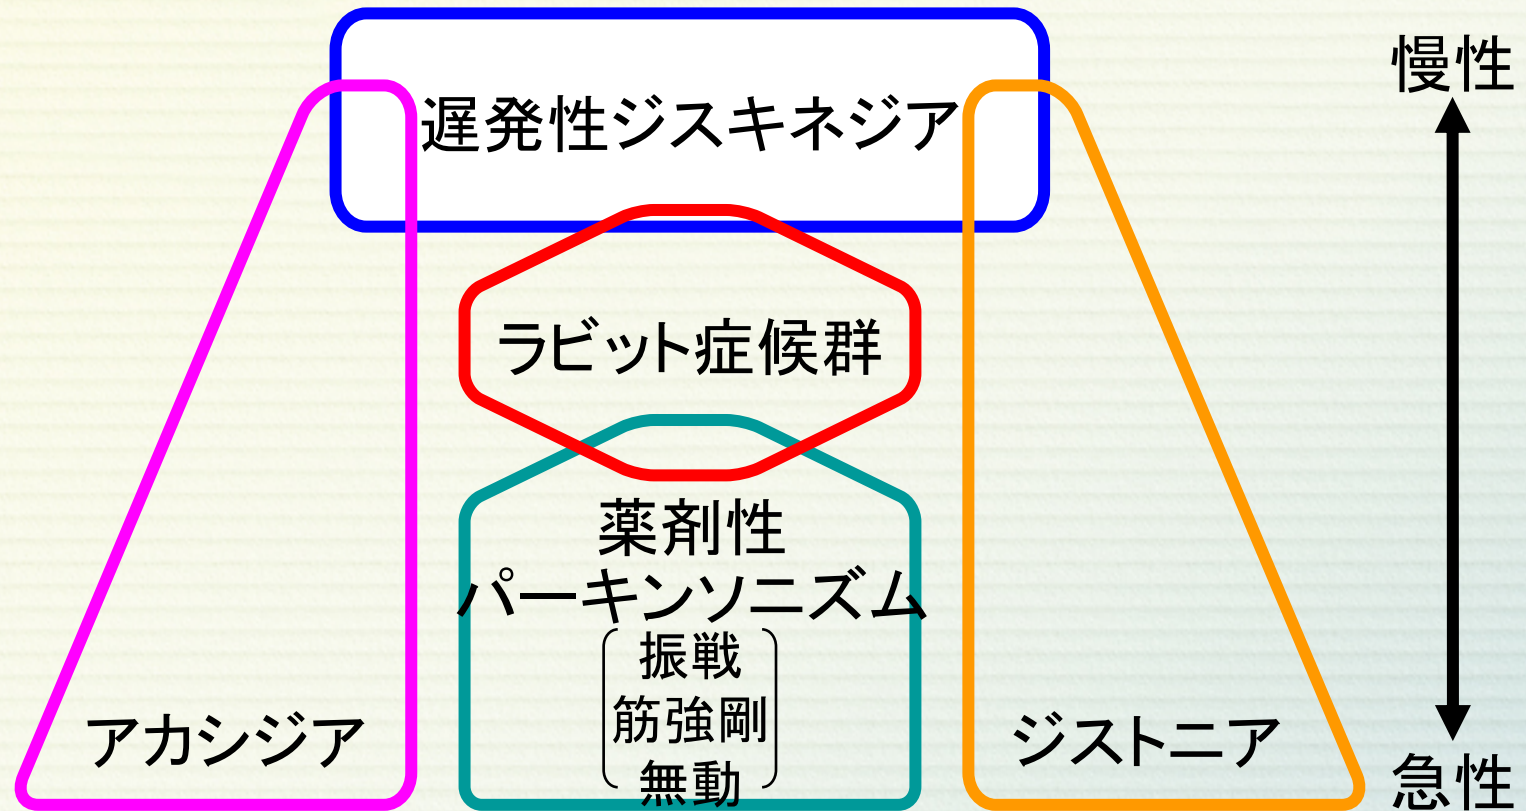 慢性
遅発性ジスキネジア
ラビット症候群
薬剤性
パーキンソニズム
振戦
筋強剛
無動
アカシジア
ジストニア
急性